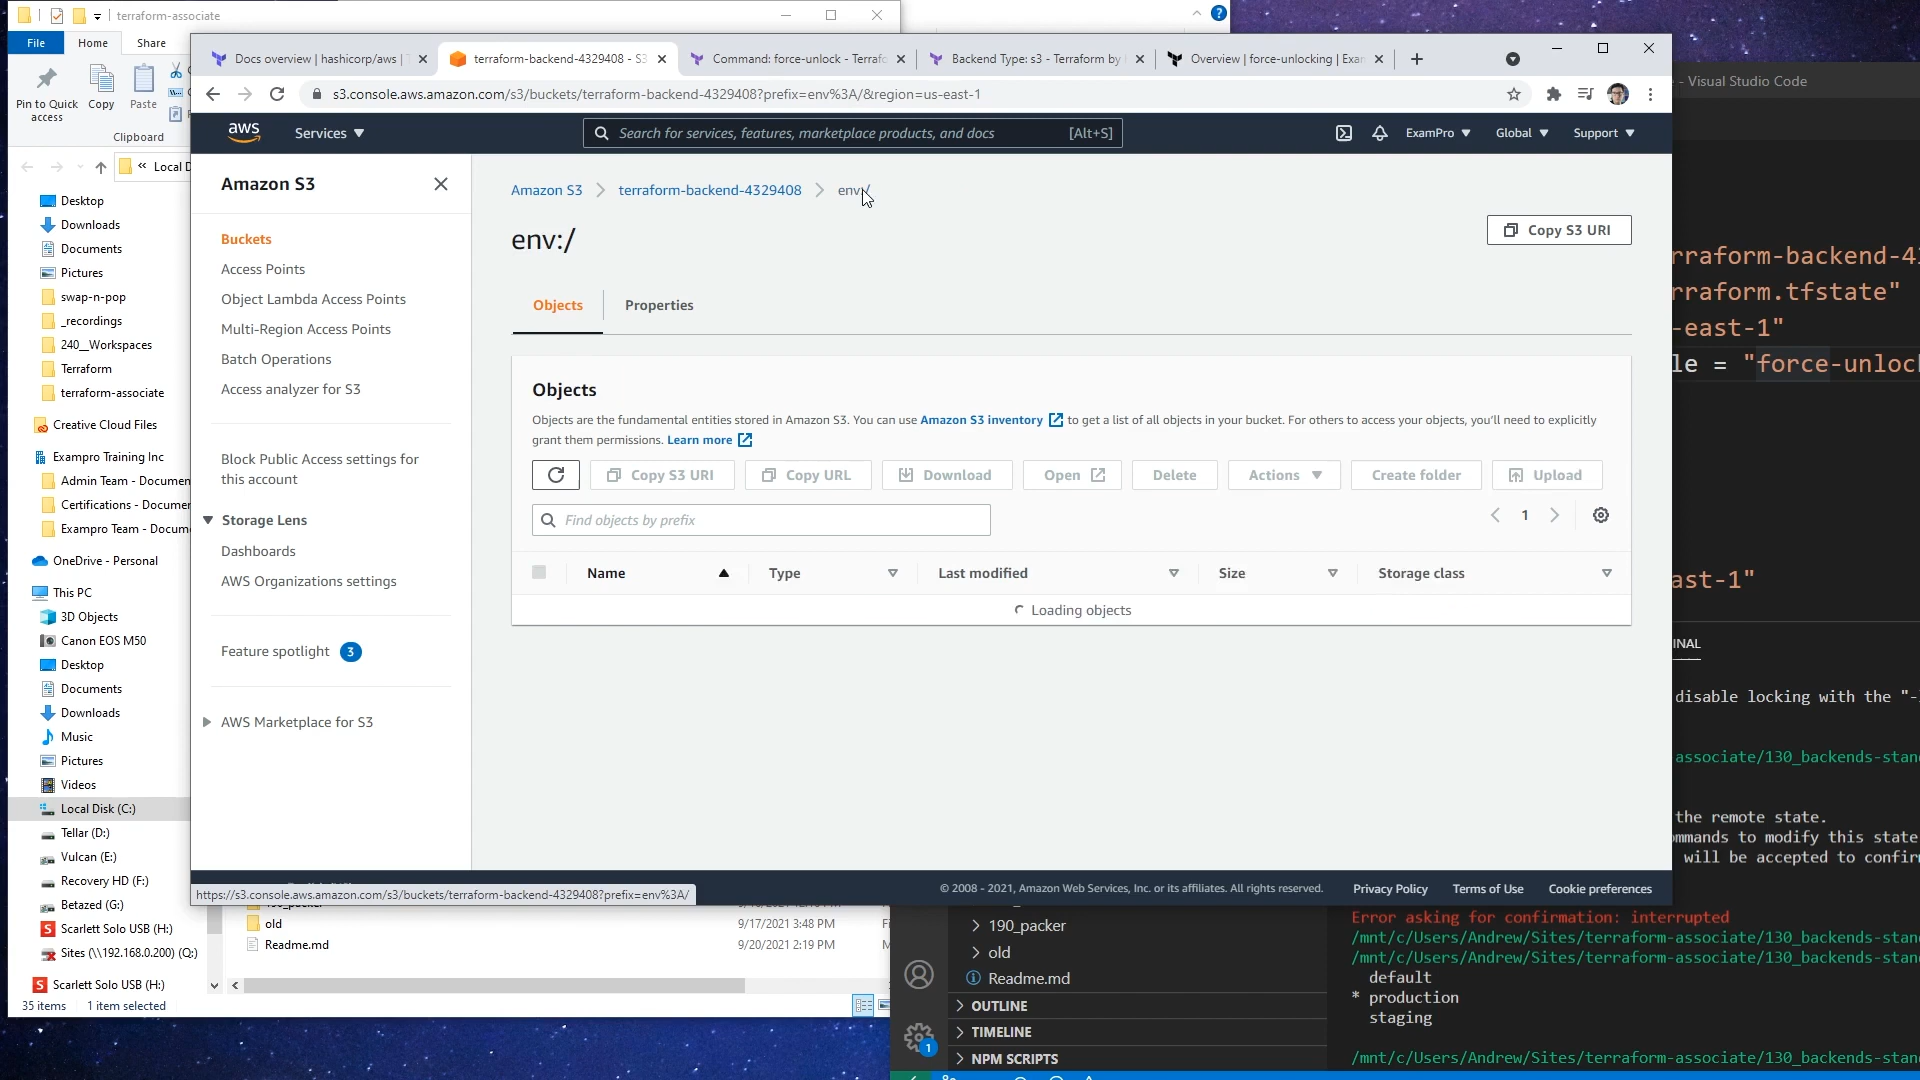 terraform-associate
File
Home
Share
Pin to Quick access
Copy
Paste
Clipboard
« Local D
Desktop
Downloads
Documents
Pictures
swap-n-pop
_recordings
240__Workspaces
Terraform
terraform-associate
Creative Cloud Files
Exampro Training Inc
Admin Team - Documen
Certifications - Documer
Exampro Team - Docum
OneDrive - Personal
This PC
3D Objects
Canon EOS M50
Desktop
Documents
Downloads
Music
Pictures
Videos
Local Disk (C:)
Tellar (D:)
Vulcan (E:)
Recovery HD (F:)
Betazed (G:)
Scarlett Solo USB (H:)
Sites (\\192.168.0.200) (Q:)
Scarlett Solo USB (H:)
35 items
1 item selected
Docs overview | hashicorp/aws | T
terraform-backend-4329408 - S3
Command: force-unlock - Terrafo
Backend Type: s3 - Terraform by
Overview | force-unlocking | Exam
s3.console.aws.amazon.com/s3/buckets/terraform-backend-4329408?prefix=env%3A/&region=us-east-1
aws
Services
Search for services, features, marketplace products, and docs
[Alt+S]
ExamPro
Global
Support
Amazon S3
Buckets
Access Points
Object Lambda Access Points
Multi-Region Access Points
Batch Operations
Access analyzer for S3
Block Public Access settings for this account
Storage Lens
Dashboards
AWS Organizations settings
Feature spotlight
3
AWS Marketplace for S3
Amazon S3
terraform-backend-4329408
env:/
env:/
Copy S3 URI
Objects
Properties
Objects
Objects are the fundamental entities stored in Amazon S3. You can use Amazon S3 inventory to get a list of all objects in your bucket. For others to access your objects, you'll need to explicitly
grant them permissions. Learn more
Copy S3 URI
Copy URL
Download
Open
Delete
Actions
Create folder
Upload
Find objects by prefix
1
Name
Type
Last modified
Size
Storage class
Loading objects
https://s3.console.aws.amazon.com/s3/buckets/terraform-backend-4329408?prefix=env%3A/
© 2008 - 2021, Amazon Web Services, Inc. or its affiliates. All rights reserved.
Privacy Policy
Terms of Use
Cookie preferences
old
9/17/2021 3:48 PM
Fi
Readme.md
9/20/2021 2:19 PM
- Visual Studio Code
rraform-backend-43
rraform.tfstate"
-east-1"
le = "force-unlock
ast-1"
INAL
disable locking with the "-l
associate/130_backends-stand
the remote state.
mmands to modify this state
will be accepted to confirm
190_packer
old
Readme.md
OUTLINE
TIMELINE
NPM SCRIPTS
1
Error asking for confirmation: interrupted
/mnt/c/Users/Andrew/Sites/terraform-associate/130_backends-stand
/mnt/c/Users/Andrew/Sites/terraform-associate/130_backends-stand
default
* production
staging
/mnt/c/Users/Andrew/Sites/terraform-associate/130_backends-stand